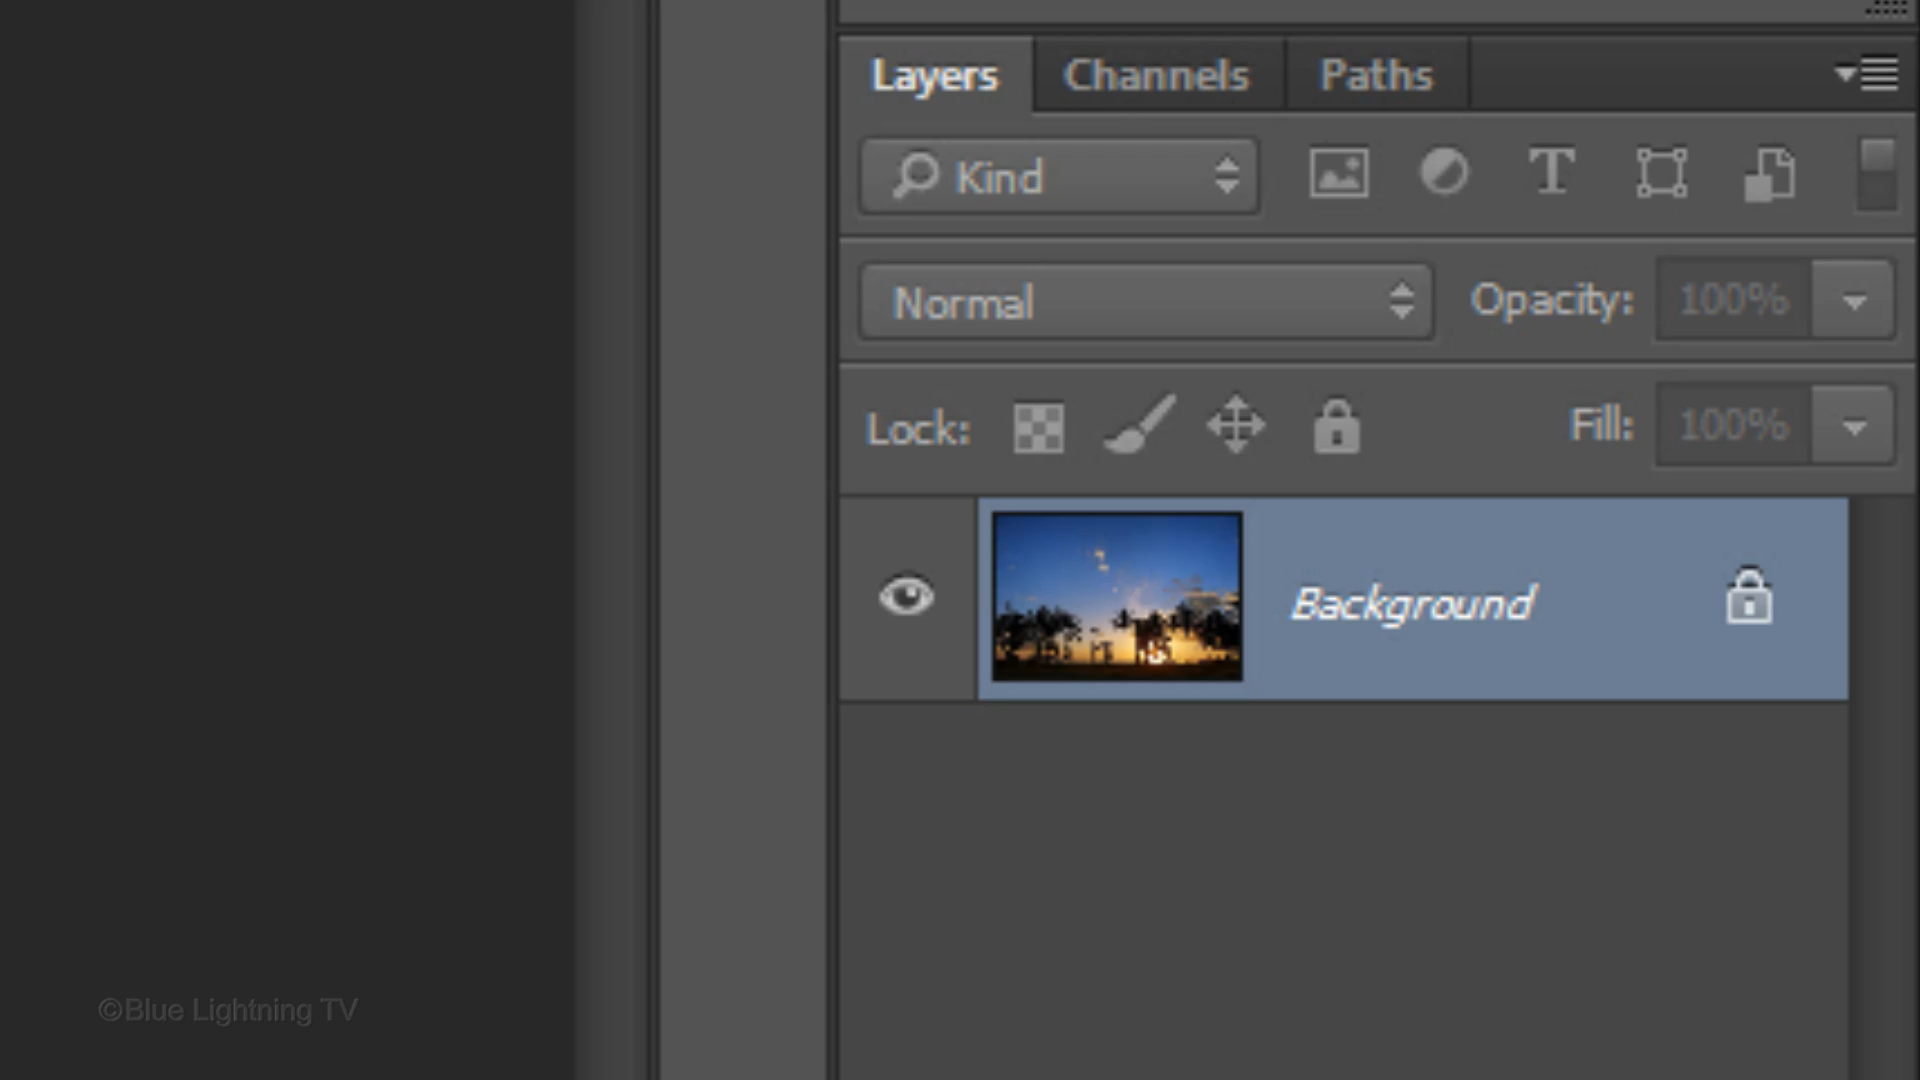 Layers Channels Paths
Kind T
Normal Opacity: 100%
Lock: Fill: 100%
Background
©Blue Lightning TV